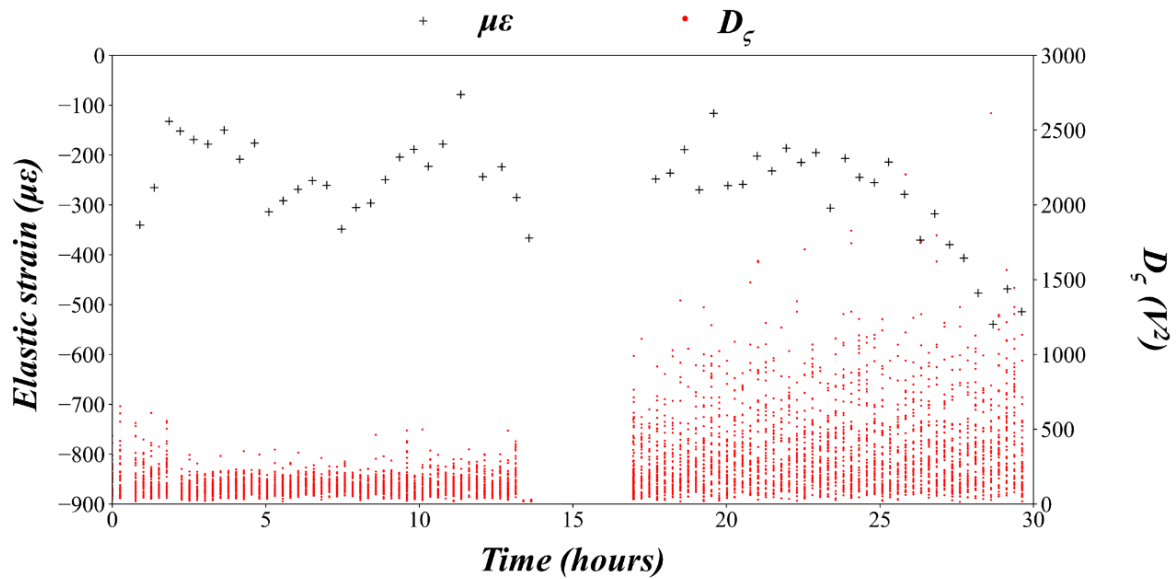 με D_ς
0 3000
−100
−200 2500
−300 2000
−400
−500 1500
−600 1000
−700
−800 500
−900 0
Elastic strain (με)
D_ς (V²)
0 5 10 15 20 25 30
Time (hours)